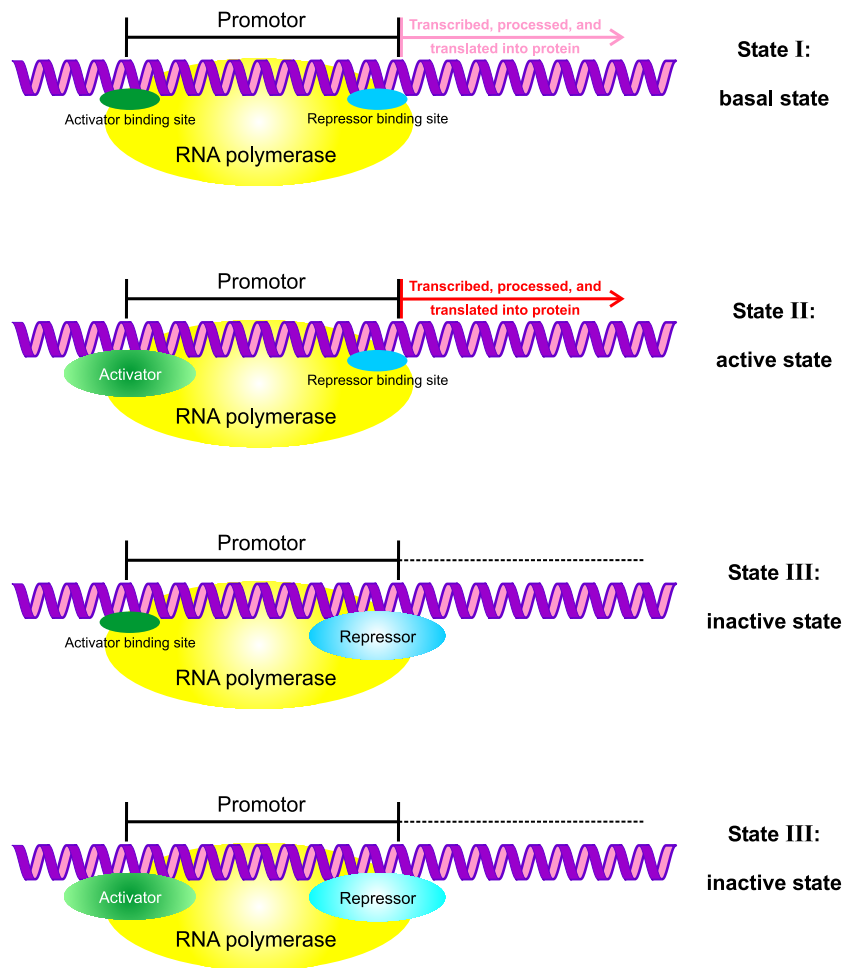 Promotor
Transcribed, processed, and
translated into protein
State I:
basal state
Activator binding site
Repressor binding site
RNA polymerase
Promotor
Transcribed, processed, and
translated into protein
State II:
active state
Activator
Repressor binding site
RNA polymerase
Promotor
State III:
inactive state
Activator binding site
Repressor
RNA polymerase
Promotor
State III:
inactive state
Activator
Repressor
RNA polymerase